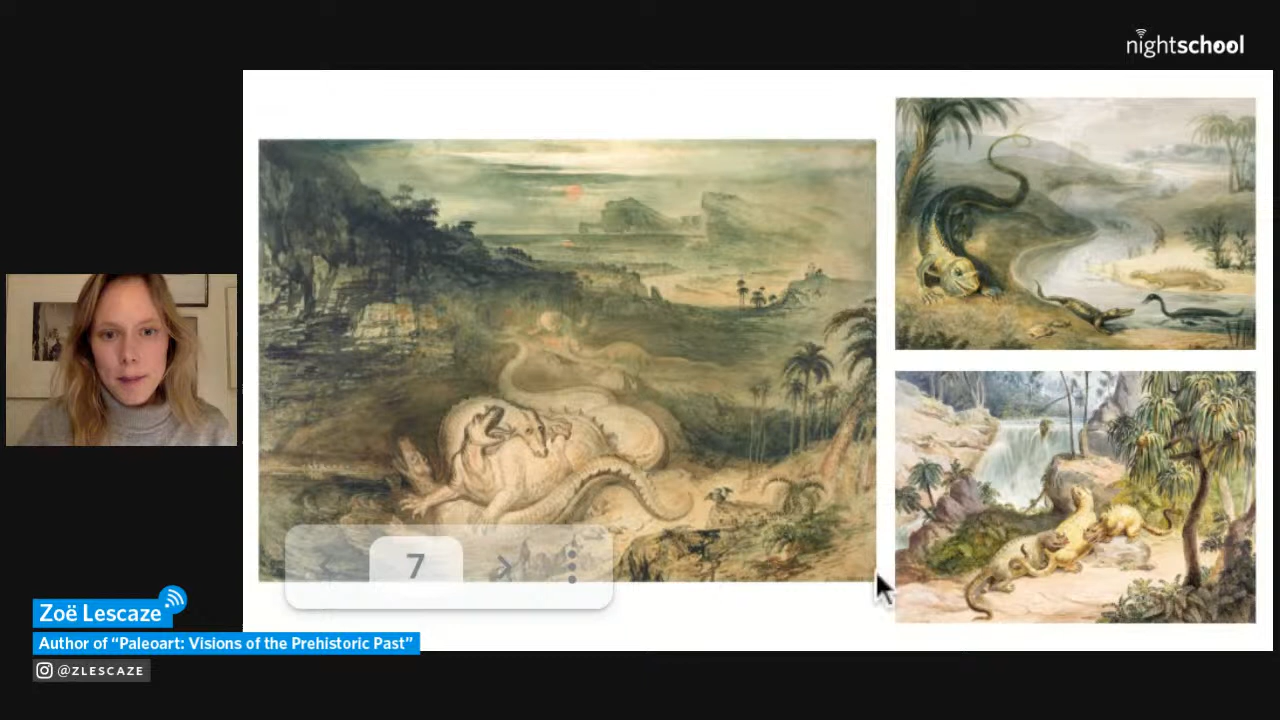 nightschool
7
Zoë Lescaze
Author of “Paleoart: Visions of the Prehistoric Past”
@ZLESCAZE